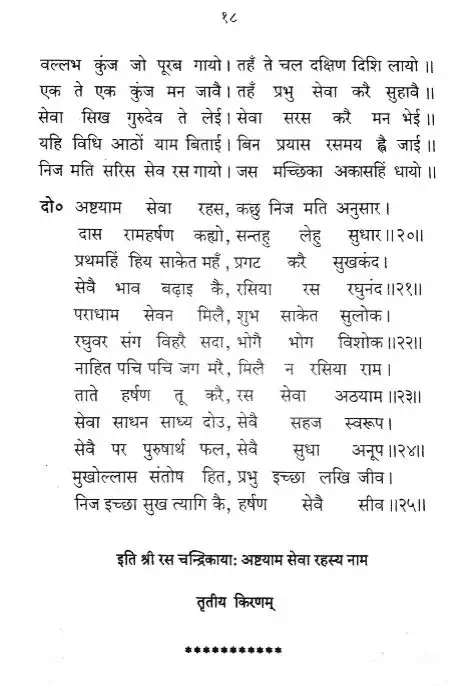 १८
वल्लभ कुंज जो पूरब गायो। तहँ ते चल दक्षिण दिशि लायो॥
एक ते एक कुंज मन जावै। तहँ प्रभु सेवा करै सुहावै॥
सेवा सिख गुरुदेव ते लेई। सेवा सरस करै मन भेई॥
यहि विधि आठों याम बिताई। बिन प्रयास रसमय ह्वै जाई॥
निज मति सरिस सेव रस गायो। जस मच्छिका अकासहिं धायो॥
दो० अष्टयाम सेवा रहस, कछु निज मति अनुसार।
दास रामहर्षण कह्यो, सन्तहु लेहु सुधार॥२०॥
प्रथमहिं हिय साकेत महँ, प्रगट करै सुखकंद।
सेवै भाव बढ़ाइ कै, रसिया रस रघुनंद॥२१॥
पराधाम सेवन मिलै, शुभ साकेत सुलोक।
रघुवर संग विहरै सदा, भोगै भोग विशोक॥२२॥
नाहित पचि पचि जग मरै, मिलै न रसिया राम।
ताते हर्षण तू करै, रस सेवा अठयाम॥२३॥
सेवा साधन साध्य दोउ, सेवै सहज स्वरूप।
सेवै पर पुरुषार्थ फल, सेवै सुधा अनूप॥२४॥
मुखोल्लास संतोष हित, प्रभु इच्छा लखि जीव।
निज इच्छा सुख त्यागि कै, हर्षण सेवै सीव॥२५॥
इति श्री रस चन्द्रिकाया: अष्टयाम सेवा रहस्य नाम
तृतीय किरणम्
***********